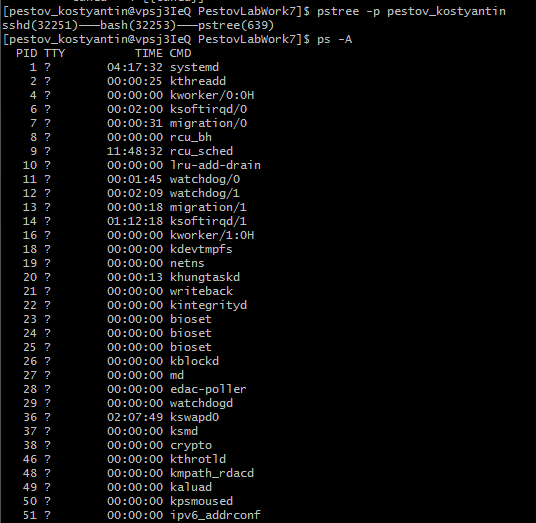 [pestov_kostyantin@vpsj3IeQ PestovLabWork7]$ pstree -p pestov_kostyantin
sshd(32251)───bash(32253)───pstree(639)
[pestov_kostyantin@vpsj3IeQ PestovLabWork7]$ ps -A
  PID TTY          TIME CMD
    1 ?        04:17:32 systemd
    2 ?        00:00:25 kthreadd
    4 ?        00:00:00 kworker/0:0H
    6 ?        00:02:00 ksoftirqd/0
    7 ?        00:00:31 migration/0
    8 ?        00:00:00 rcu_bh
    9 ?        11:48:32 rcu_sched
   10 ?        00:00:00 lru-add-drain
   11 ?        00:01:45 watchdog/0
   12 ?        00:02:09 watchdog/1
   13 ?        00:00:18 migration/1
   14 ?        01:12:18 ksoftirqd/1
   16 ?        00:00:00 kworker/1:0H
   18 ?        00:00:00 kdevtmpfs
   19 ?        00:00:00 netns
   20 ?        00:00:13 khungtaskd
   21 ?        00:00:00 writeback
   22 ?        00:00:00 kintegrityd
   23 ?        00:00:00 bioset
   24 ?        00:00:00 bioset
   25 ?        00:00:00 bioset
   26 ?        00:00:00 kblockd
   27 ?        00:00:00 md
   28 ?        00:00:00 edac-poller
   29 ?        00:00:00 watchdogd
   36 ?        02:07:49 kswapd0
   37 ?        00:00:00 ksmd
   38 ?        00:00:00 crypto
   46 ?        00:00:00 kthrotld
   48 ?        00:00:00 kmpath_rdacd
   49 ?        00:00:00 kaluad
   50 ?        00:00:00 kpsmoused
   51 ?        00:00:00 ipv6_addrconf